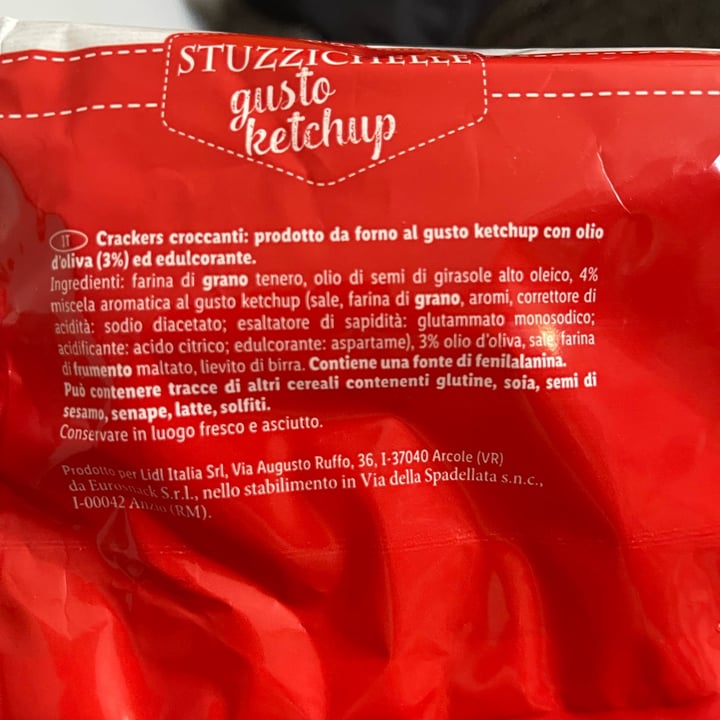 STUZZICHELLE
gusto
ketchup
IT Crackers croccanti: prodotto da forno al gusto ketchup con olio
d'oliva (3%) ed edulcorante.
Ingredienti: farina di grano tenero, olio di semi di girasole alto oleico, 4%
miscela aromatica al gusto ketchup (sale, farina di grano, aromi, correttore di
acidità: sodio diacetato; esaltatore di sapidità: glutammato monosodico;
acidificante: acido citrico; edulcorante: aspartame), 3% olio d'oliva, sale, farina
di frumento maltato, lievito di birra. Contiene una fonte di fenilalanina.
Può contenere tracce di altri cereali contenenti glutine, soia, semi di
sesamo, senape, latte, solfiti.
Conservare in luogo fresco e asciutto.
Prodotto per Lidl Italia Srl, Via Augusto Ruffo, 36, I-37040 Arcole (VR)
da Eurosnack S.r.l., nello stabilimento in Via della Spadellata s.n.c.,
I-00042 Anzio (RM).